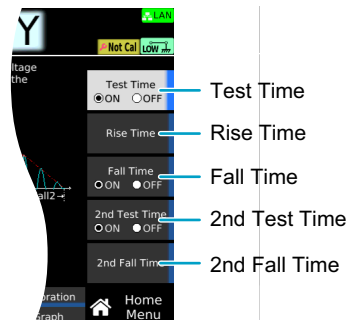 Y
LAN
Not Cal LOW
ltage
the
Test Time
ON OFF
Test Time
Rise Time
Rise Time
Fall Time
ON OFF
Fall Time
all2
2nd Test Time
ON OFF
2nd Test Time
2nd Fall Time
2nd Fall Time
oration
Graph
Home
Menu